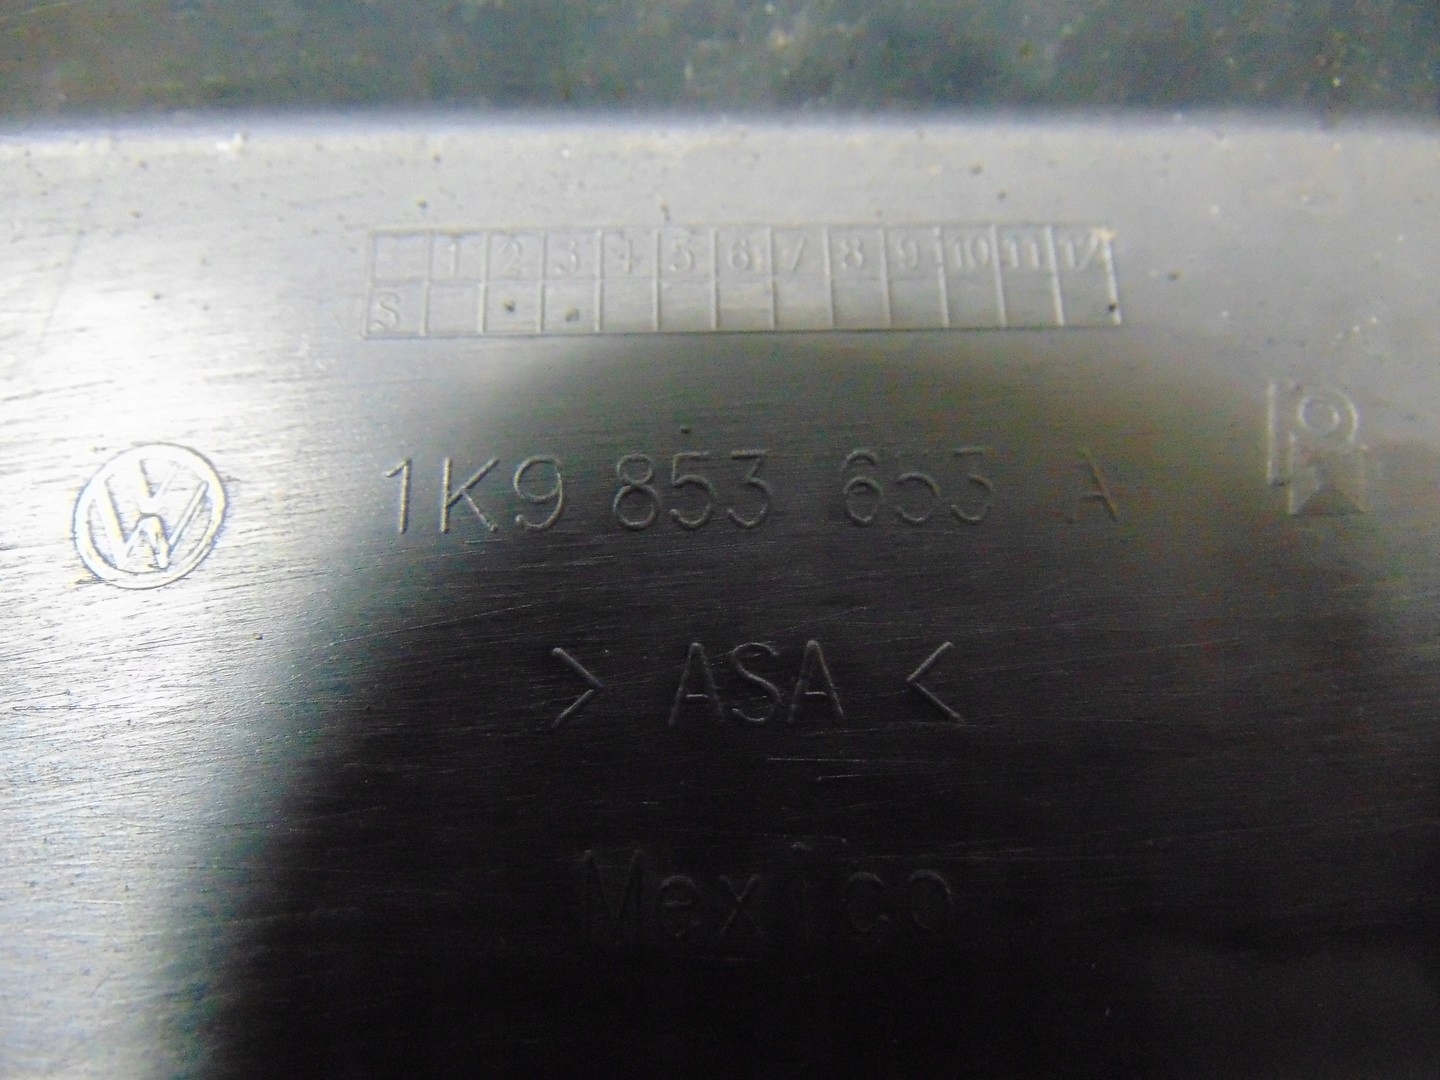 1 2 3 4 5 6 7 8 9 10 11 12
S
1K9 853 653 A
> ASA <
Mexico